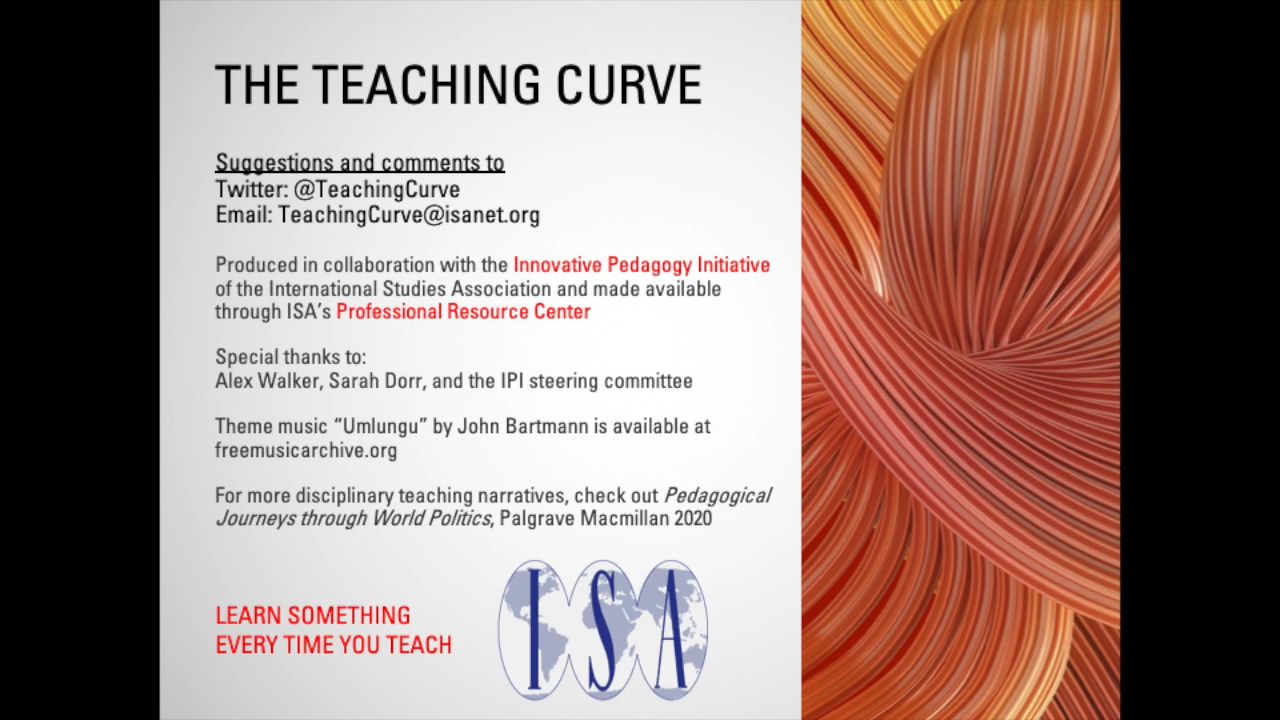 THE TEACHING CURVE
Suggestions and comments to
Twitter: @TeachingCurve
Email: TeachingCurve@isanet.org
Produced in collaboration with the Innovative Pedagogy Initiative
of the International Studies Association and made available
through ISA's Professional Resource Center
Special thanks to:
Alex Walker, Sarah Dorr, and the IPI steering committee
Theme music “Umlungu” by John Bartmann is available at
freemusicarchive.org
For more disciplinary teaching narratives, check out Pedagogical
Journeys through World Politics, Palgrave Macmillan 2020
LEARN SOMETHING
EVERY TIME YOU TEACH
ISA